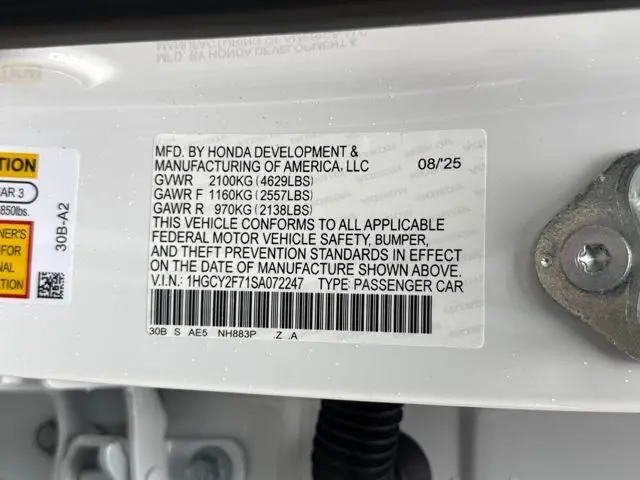 MFD. BY HONDA DEVELOPMENT &
MANUFACTURING OF AMERICA, LLC 08/'25
GVWR 2100KG (4629LBS)
GAWR F 1160KG (2557LBS)
GAWR R 970KG (2138LBS)
THIS VEHICLE CONFORMS TO ALL APPLICABLE
FEDERAL MOTOR VEHICLE SAFETY, BUMPER,
AND THEFT PREVENTION STANDARDS IN EFFECT
ON THE DATE OF MANUFACTURE SHOWN ABOVE.
V.I.N.: 1HGCY2F71SA072247 TYPE: PASSENGER CAR
30B S AE5 NH883P .Z .A
TION
AR 3
850lbs.
NER'S
FOR
NAL
TION
30B-A2